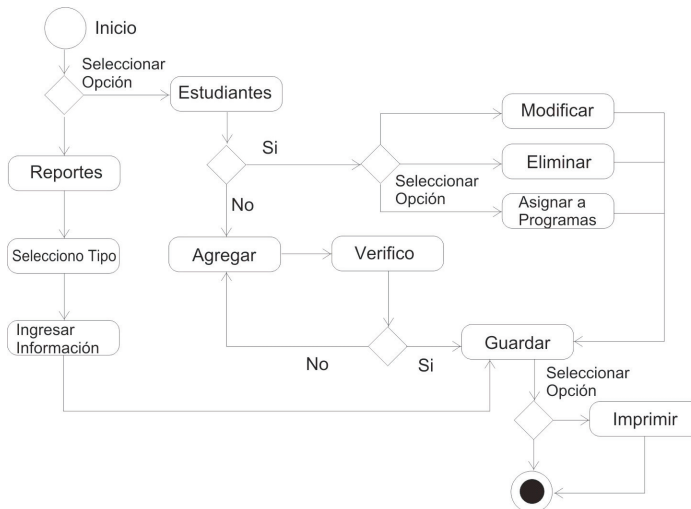 Inicio
Seleccionar
Opción
Estudiantes
Modificar
Si
Eliminar
Reportes
Seleccionar
Opción
Asignar a
Programas
No
Selecciono Tipo
Agregar
Verifico
Ingresar
Información
Guardar
No
Si
Seleccionar
Opción
Imprimir